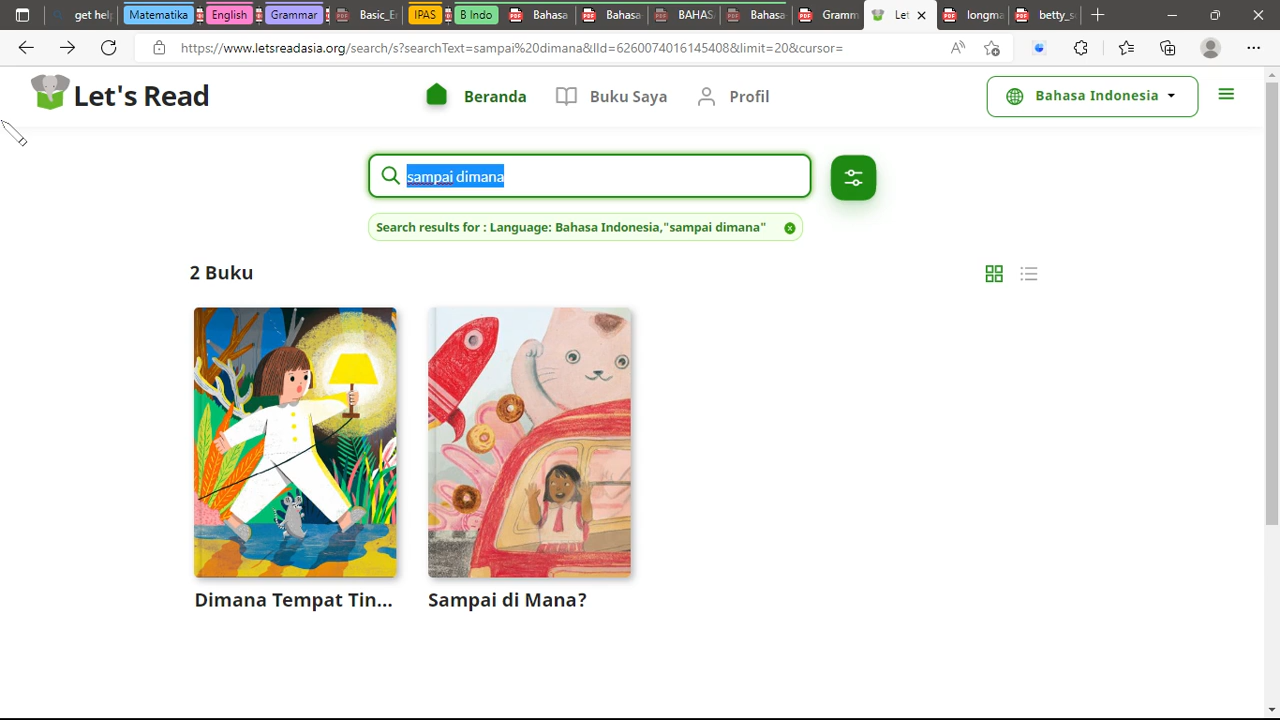 get help
Matematika
English
Grammar
Basic_E
IPAS
B Indo
Bahasa
Bahasa
BAHAS
Bahasa
Gramm
Let
longma
betty_s
https://www.letsreadasia.org/search/s?searchText=sampai%20dimana&lId=6260074016145408&limit=20&cursor=
Let's Read
Beranda
Buku Saya
Profil
Bahasa Indonesia
sampai dimana
Search results for : Language: Bahasa Indonesia,"sampai dimana"
x
2 Buku
Dimana Tempat Tin...
Sampai di Mana?